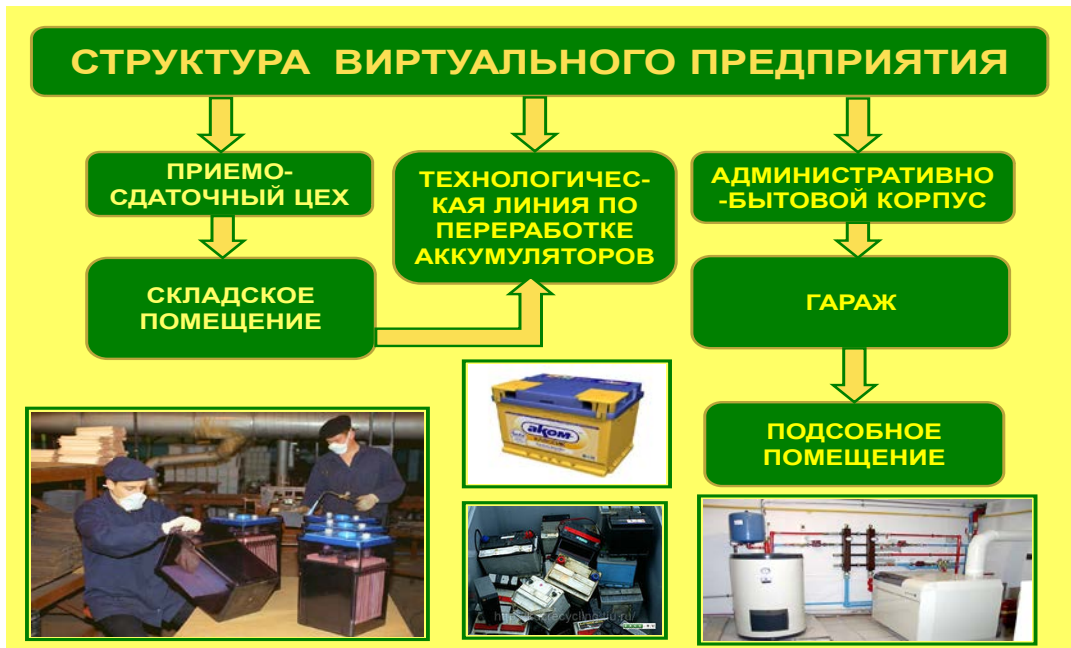 СТРУКТУРА ВИРТУАЛЬНОГО ПРЕДПРИЯТИЯ
ПРИЕМО-
СДАТОЧНЫЙ ЦЕХ
ТЕХНОЛОГИЧЕС-
КАЯ ЛИНИЯ ПО
ПЕРЕРАБОТКЕ
АККУМУЛЯТОРОВ
АДМИНИСТРАТИВНО
-БЫТОВОЙ КОРПУС
СКЛАДСКОЕ
ПОМЕЩЕНИЕ
ГАРАЖ
ПОДСОБНОЕ
ПОМЕЩЕНИЕ
аком